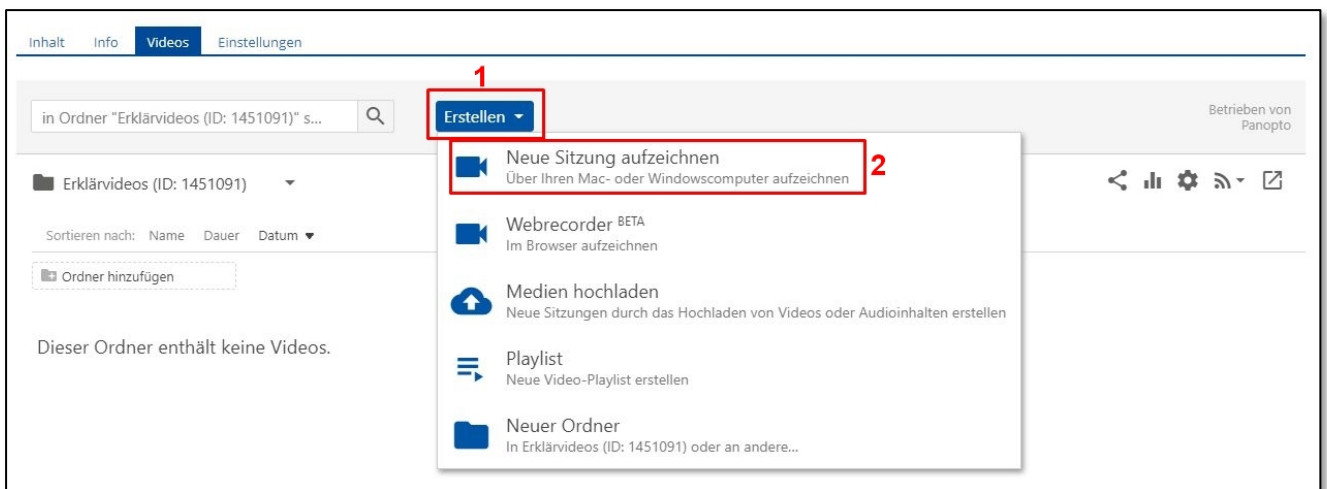 Inhalt Info Videos Einstellungen
1
in Ordner "Erklärvideos (ID: 1451091)" s...
Erstellen
Betrieben von
Panopto
Neue Sitzung aufzeichnen
Über Ihren Mac- oder Windowscomputer aufzeichnen
2
Erklärvideos (ID: 1451091)
Webrecorder BETA
Im Browser aufzeichnen
Sortieren nach: Name Dauer Datum
Ordner hinzufügen
Medien hochladen
Neue Sitzungen durch das Hochladen von Videos oder Audioinhalten erstellen
Dieser Ordner enthält keine Videos.
Playlist
Neue Video-Playlist erstellen
Neuer Ordner
In Erklärvideos (ID: 1451091) oder an andere...